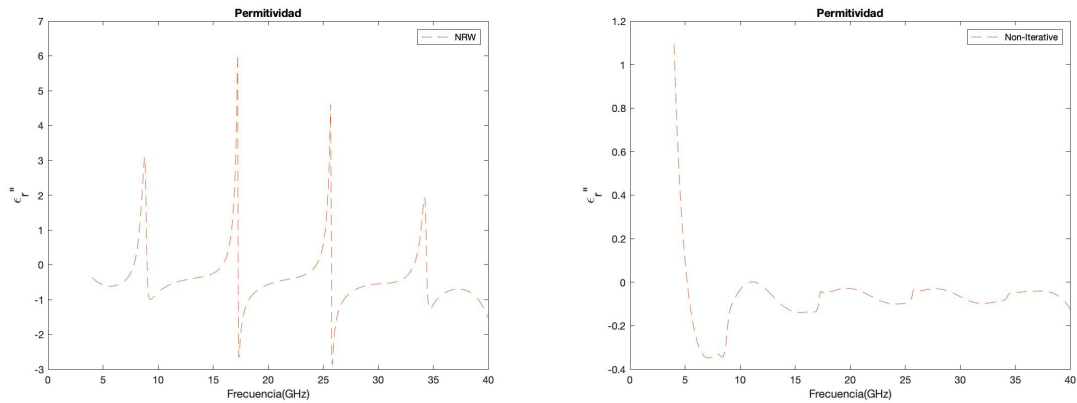 Permitividad
NRW
7
6
5
4
3
2
1
0
-1
-2
-3
ϵr"
0 5 10 15 20 25 30 35 40
Frecuencia(GHz)
Permitividad
Non-Iterative
1.2
1
0.8
0.6
0.4
0.2
0
-0.2
-0.4
ϵr"
0 5 10 15 20 25 30 35 40
Frecuencia(GHz)